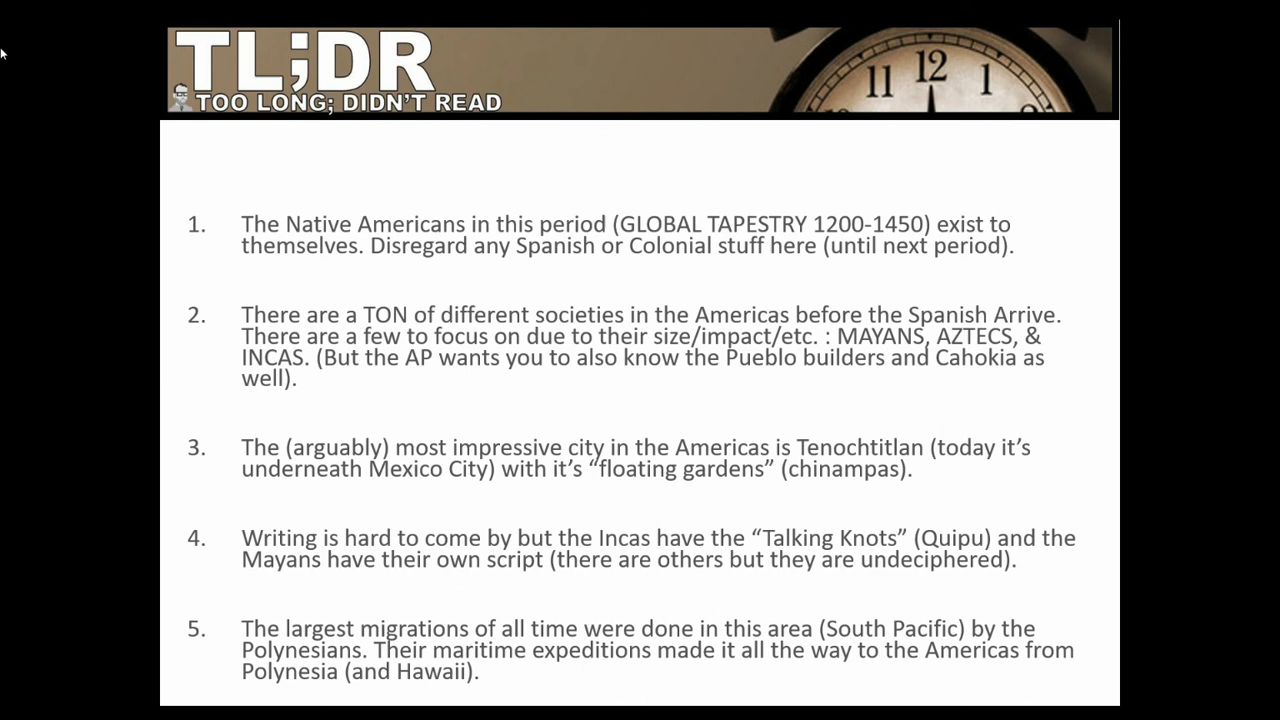 TL;DR
TOO LONG; DIDN'T READ
11 12 1
1. The Native Americans in this period (GLOBAL TAPESTRY 1200-1450) exist to
themselves. Disregard any Spanish or Colonial stuff here (until next period).
2. There are a TON of different societies in the Americas before the Spanish Arrive.
There are a few to focus on due to their size/impact/etc. : MAYANS, AZTECS, &
INCAS. (But the AP wants you to also know the Pueblo builders and Cahokia as
well).
3. The (arguably) most impressive city in the Americas is Tenochtitlan (today it's
underneath Mexico City) with it's “floating gardens” (chinampas).
4. Writing is hard to come by but the Incas have the “Talking Knots” (Quipu) and the
Mayans have their own script (there are others but they are undeciphered).
5. The largest migrations of all time were done in this area (South Pacific) by the
Polynesians. Their maritime expeditions made it all the way to the Americas from
Polynesia (and Hawaii).